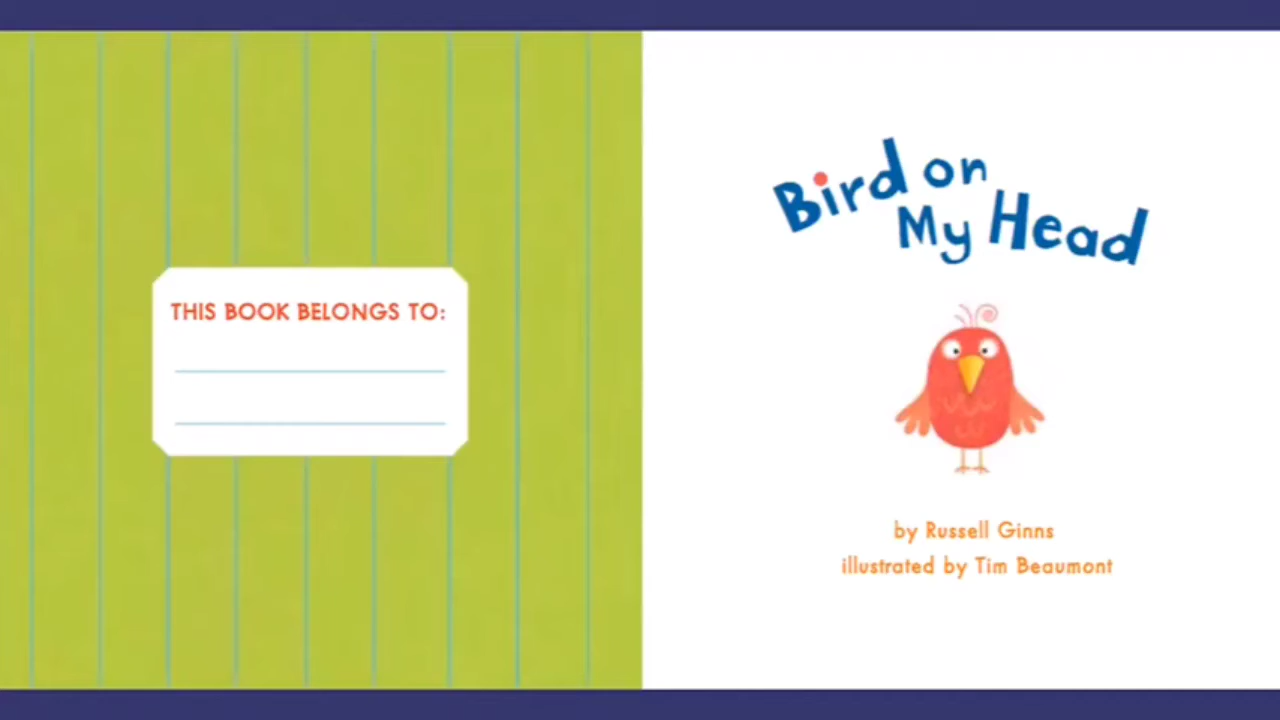 THIS BOOK BELONGS TO:
Bird on
My Head
by Russell Ginns
illustrated by Tim Beaumont